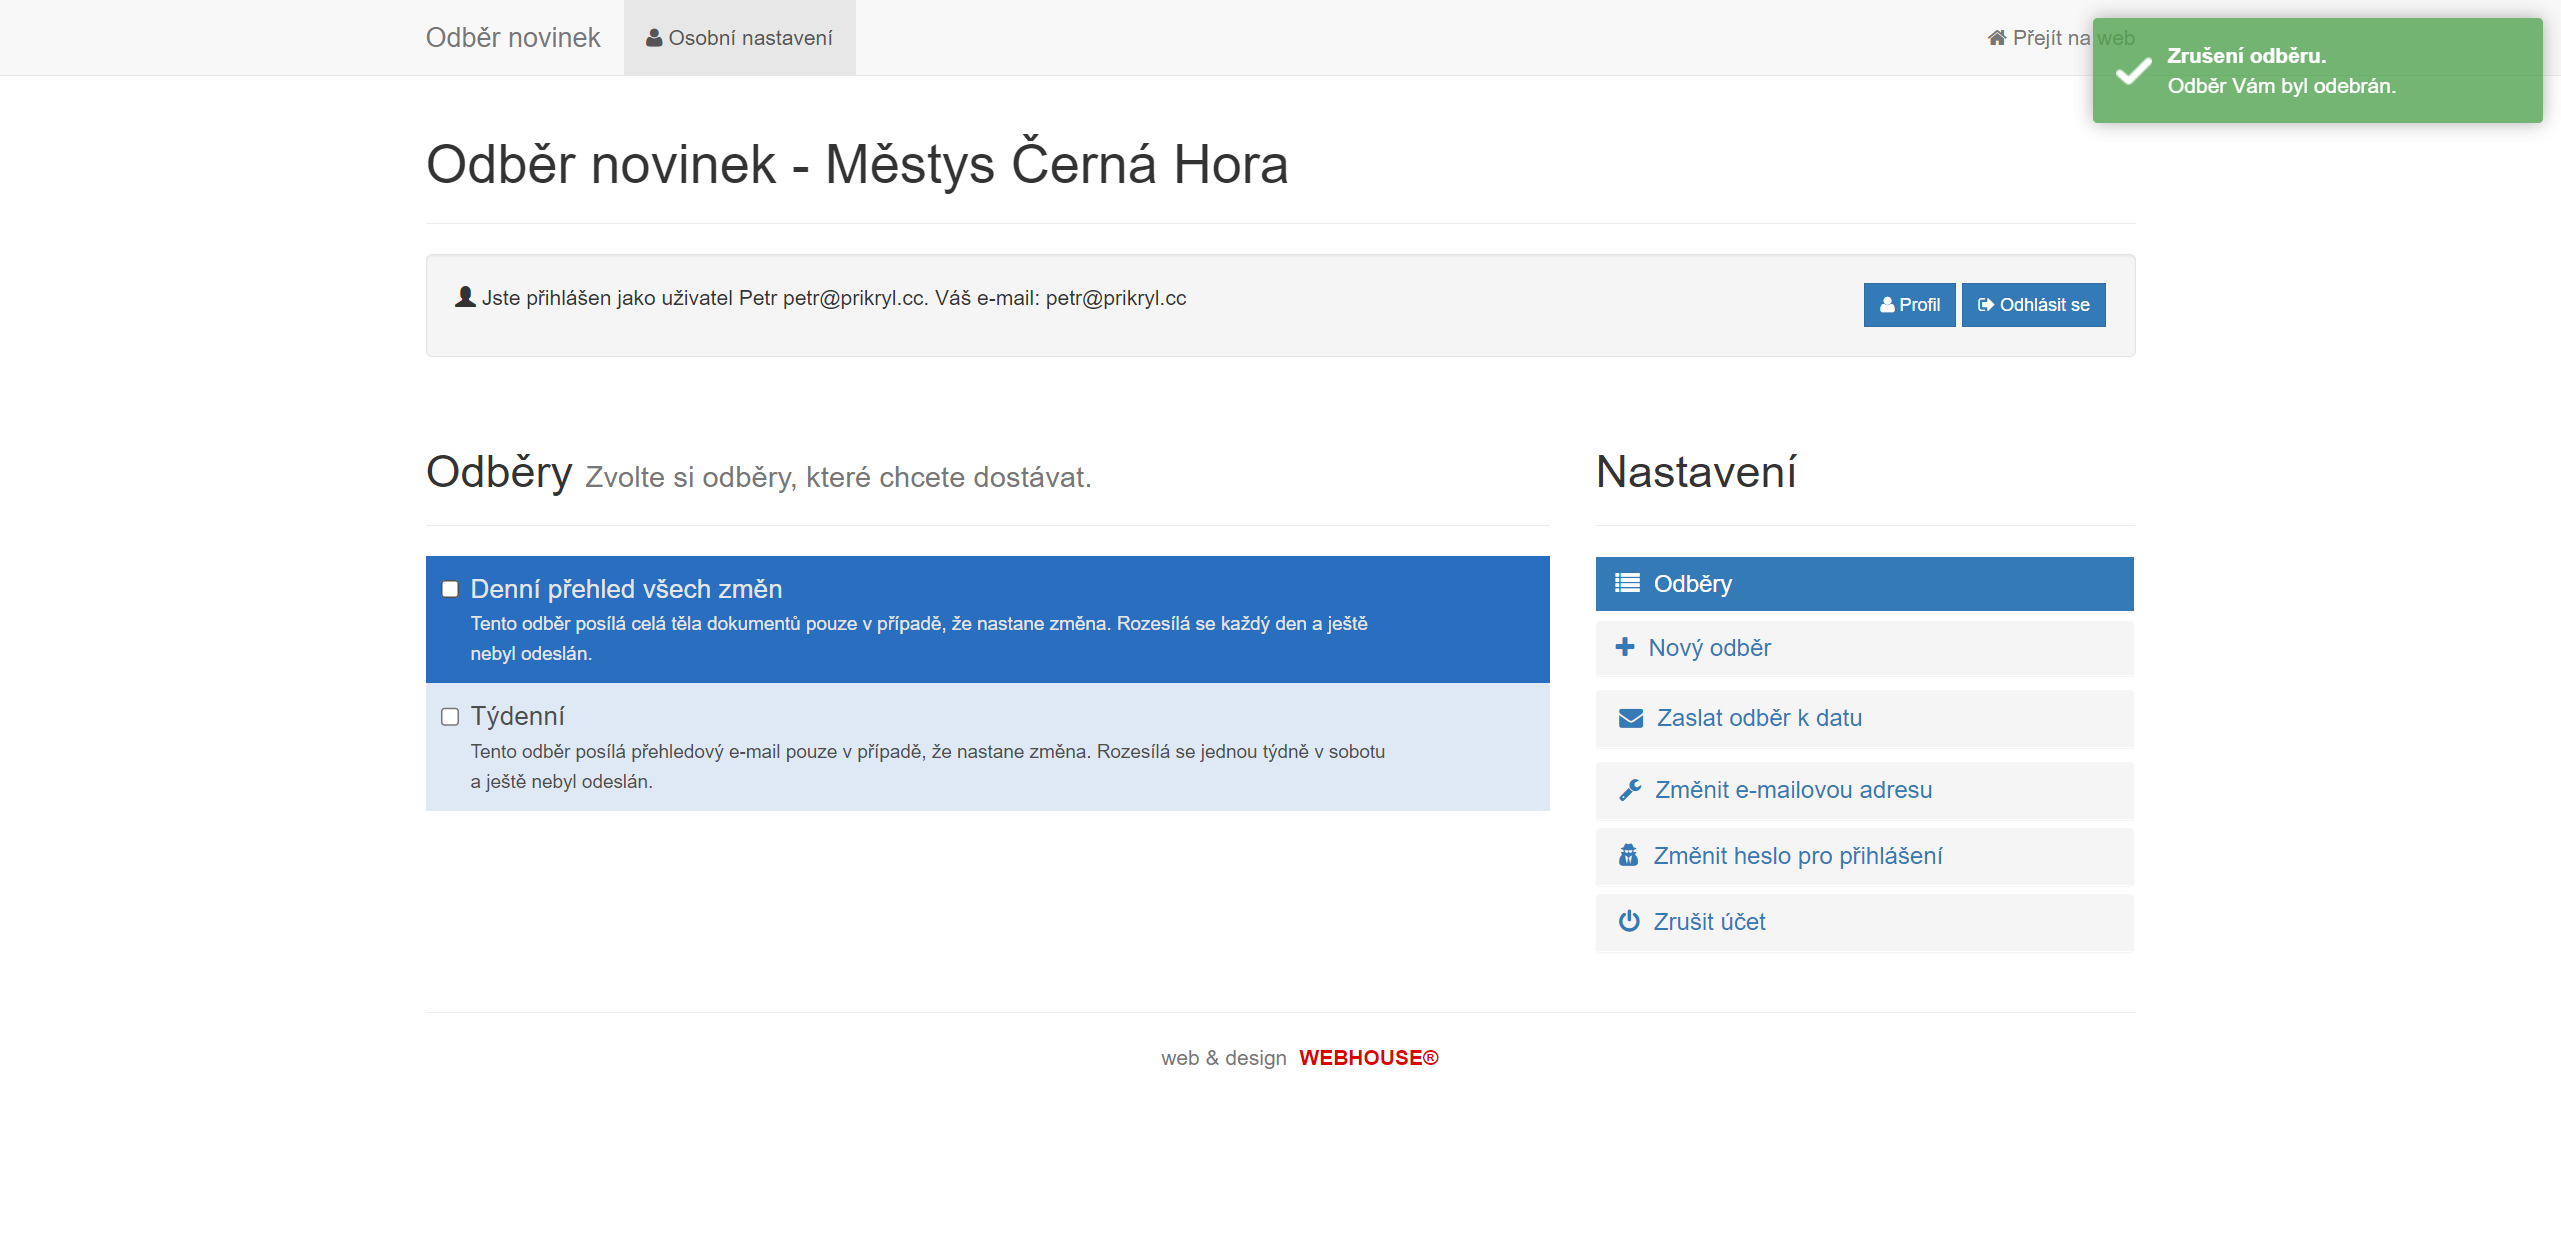 Odběr novinek
Osobní nastavení
Přejít na web
Zrušení odběru.
Odběr Vám byl odebrán.
Odběr novinek - Městys Černá Hora
Jste přihlášen jako uživatel Petr petr@prikryl.cc. Váš e-mail: petr@prikryl.cc
Profil
Odhlásit se
Odběry Zvolte si odběry, které chcete dostávat.
Denní přehled všech změn
Tento odběr posílá celá těla dokumentů pouze v případě, že nastane změna. Rozesílá se každý den a ještě
nebyl odeslán.
Týdenní
Tento odběr posílá přehledový e-mail pouze v případě, že nastane změna. Rozesílá se jednou týdně v sobotu
a ještě nebyl odeslán.
Nastavení
Odběry
Nový odběr
Zaslat odběr k datu
Změnit e-mailovou adresu
Změnit heslo pro přihlášení
Zrušit účet
web & design WEBHOUSE®